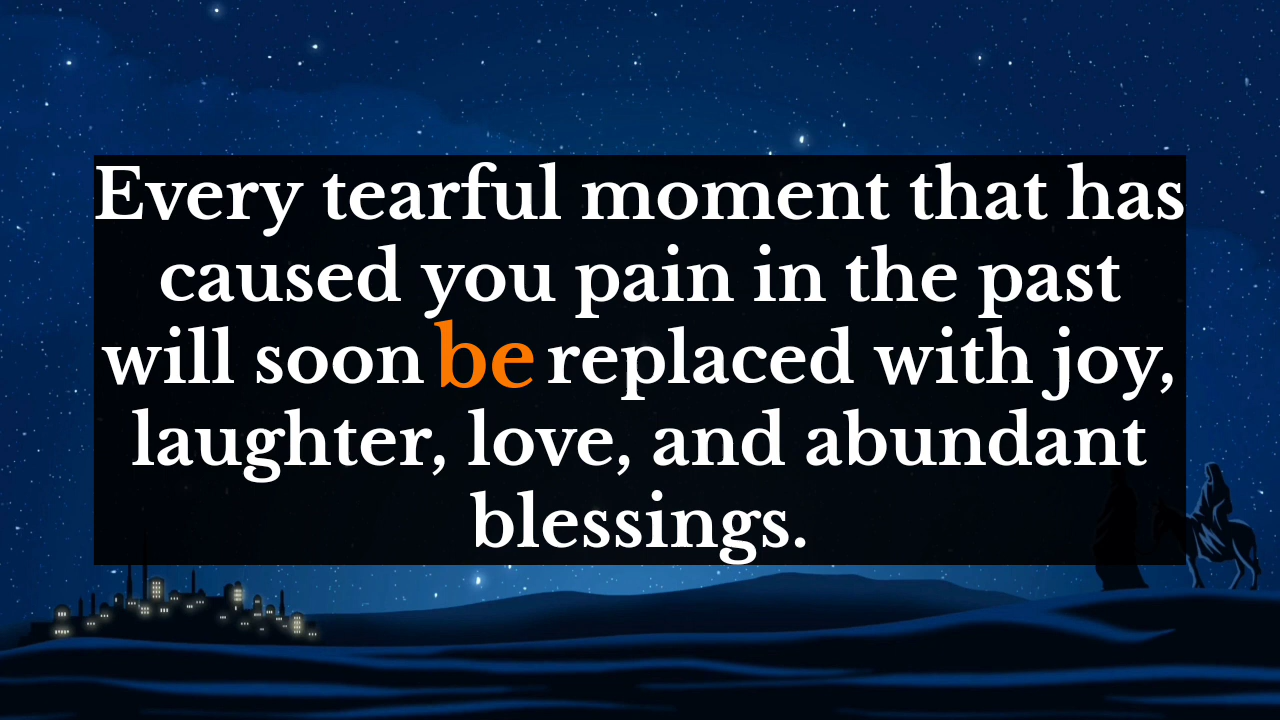 Every tearful moment that has
caused you pain in the past
will soon be replaced with joy,
laughter, love, and abundant
blessings.